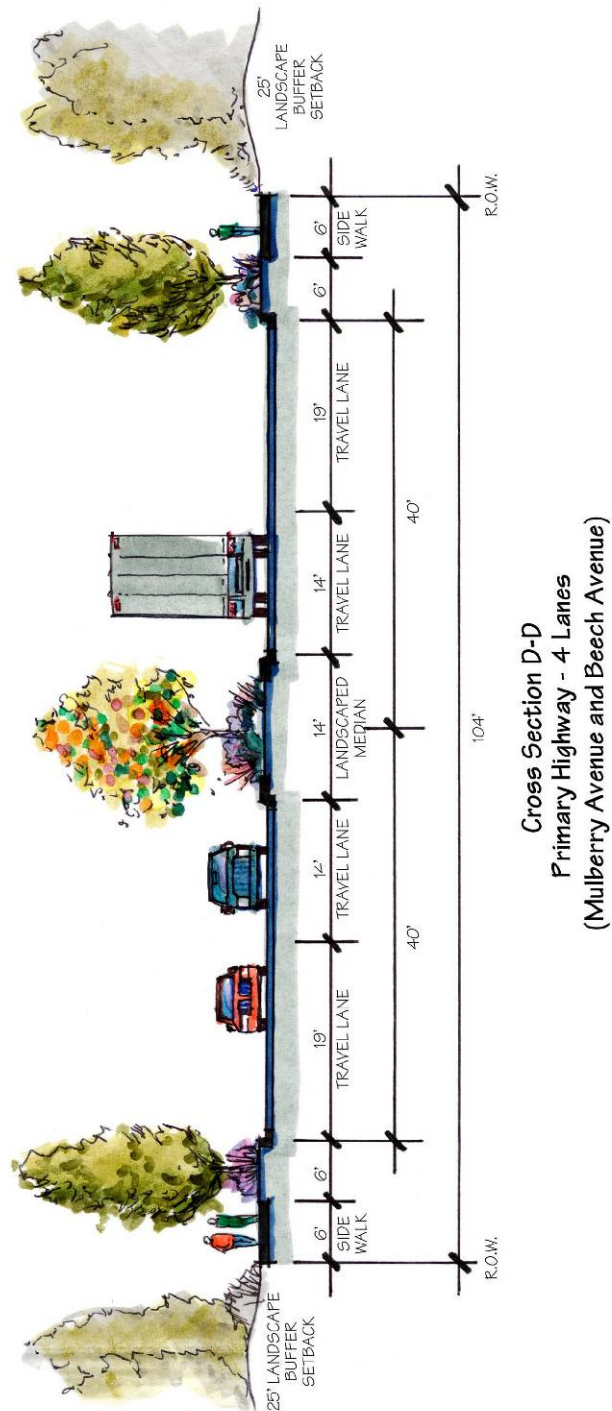 25' LANDSCAPE
BUFFER
SETBACK
6'
SIDE
WALK
6'
19'
TRAVEL LANE
14'
TRAVEL LANE
14'
LANDSCAPED
MEDIAN
14'
TRAVEL LANE
19'
TRAVEL LANE
6'
6'
SIDE
WALK
25'
LANDSCAPE
BUFFER
SETBACK
40'
40'
104'
R.O.W.
R.O.W.
Cross Section D-D
Primary Highway - 4 Lanes
(Mulberry Avenue and Beech Avenue)